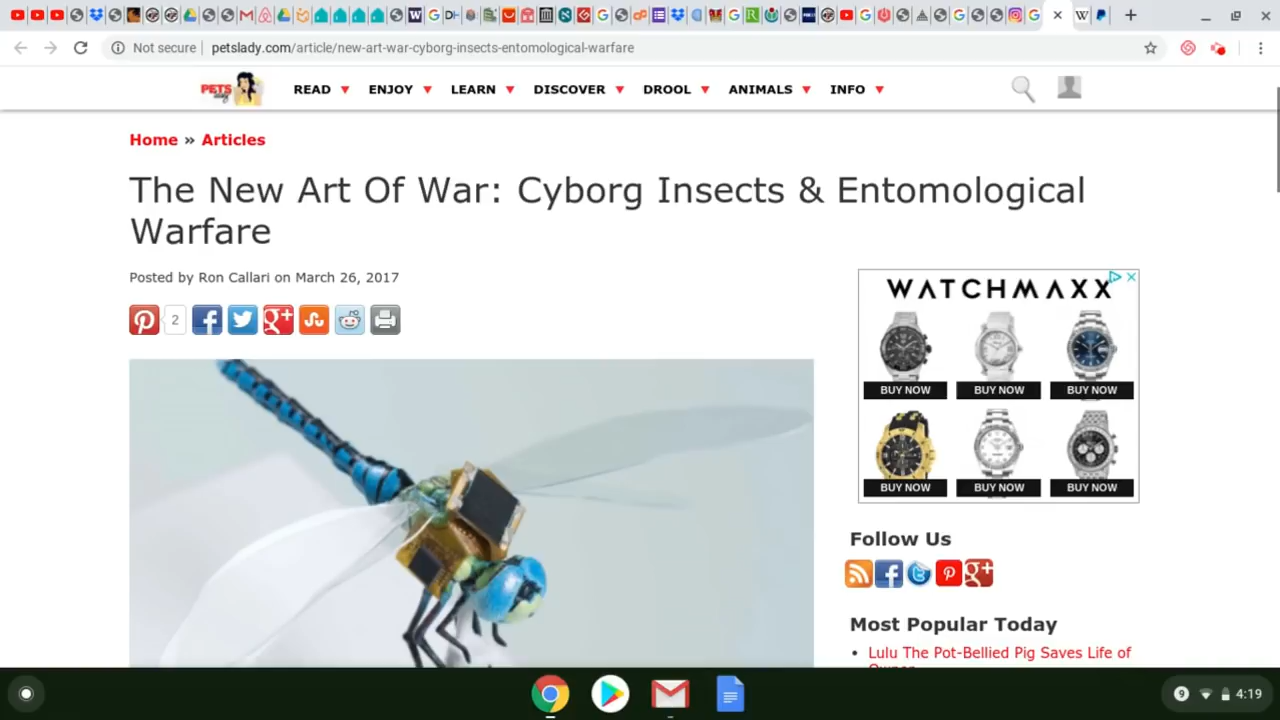 Not secure | petslady.com/article/new-art-war-cyborg-insects-entomological-warfare
PETS
READ ENJOY LEARN DISCOVER DROOL ANIMALS INFO
Home » Articles
The New Art Of War: Cyborg Insects & Entomological
Warfare
Posted by Ron Callari on March 26, 2017
2
WATCHMAXX
BUY NOW BUY NOW BUY NOW
BUY NOW BUY NOW BUY NOW
Follow Us
Most Popular Today
Lulu The Pot-Bellied Pig Saves Life of
9 4:19